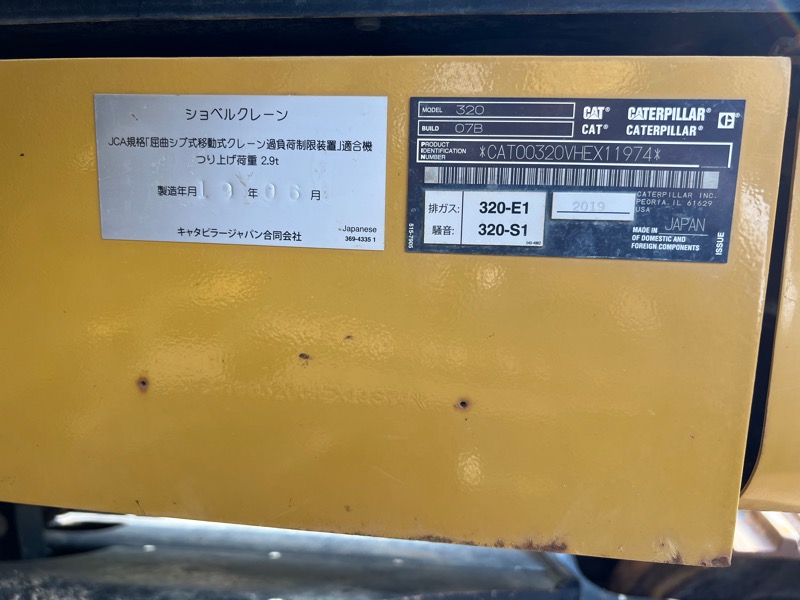 ショベルクレーン
JCA規格「屈曲ジブ式移動式クレーン過負荷制限装置」適合機
つり上げ荷重 2.9t
製造年月 19 年 06 月
キャタピラージャパン合同会社
Japanese
369-4335 1
MODEL 320
BUILD 07B
CAT® CATERPILLAR®
CAT® CATERPILLAR®
PRODUCT IDENTIFICATION NUMBER *CAT00320VHEX11974*
排ガス: 320-E1
騒音: 320-S1
2019
CATERPILLAR INC.
PEORIA, IL 61629
USA
MADE IN JAPAN
OF DOMESTIC AND
FOREIGN COMPONENTS
ISSUE